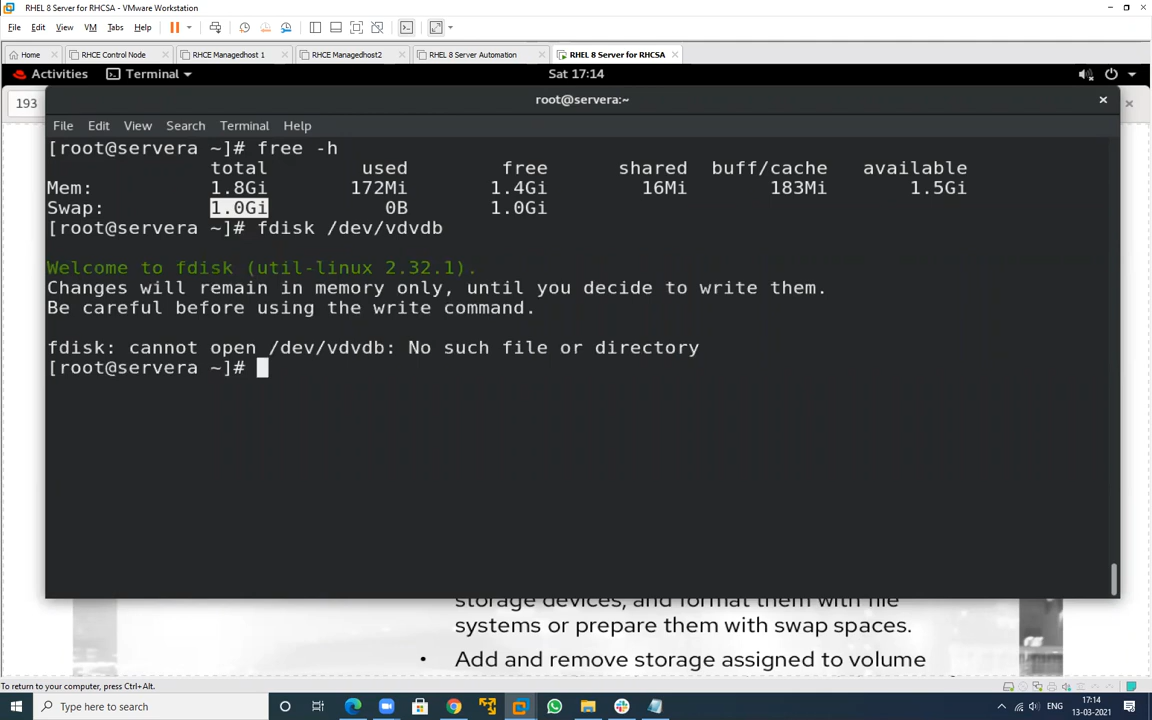 RHEL 8 Server for RHCSA - VMware Workstation
File Edit View VM Tabs Help
Home RHCE Control Node RHCE Managedhost 1 RHCE Managedhost2 RHEL 8 Server Automation RHEL 8 Server for RHCSA
Activities Terminal Sat 17:14
193
root@servera:~
File Edit View Search Terminal Help
[root@servera ~]# free -h
total used free shared buff/cache available
Mem: 1.8Gi 172Mi 1.4Gi 16Mi 183Mi 1.5Gi
Swap: 1.0Gi 0B 1.0Gi
[root@servera ~]# fdisk /dev/vdvdb
Welcome to fdisk (util-linux 2.32.1).
Changes will remain in memory only, until you decide to write them.
Be careful before using the write command.
fdisk: cannot open /dev/vdvdb: No such file or directory
[root@servera ~]#
storage devices, and format them with file
systems or prepare them with swap spaces.
• Add and remove storage assigned to volume
To return to your computer, press Ctrl+Alt.
Type here to search
ENG
17:14
13-03-2021